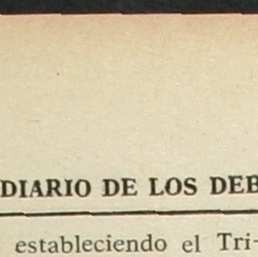 DIARIO DE LOS DEB
estableciendo el Tri-